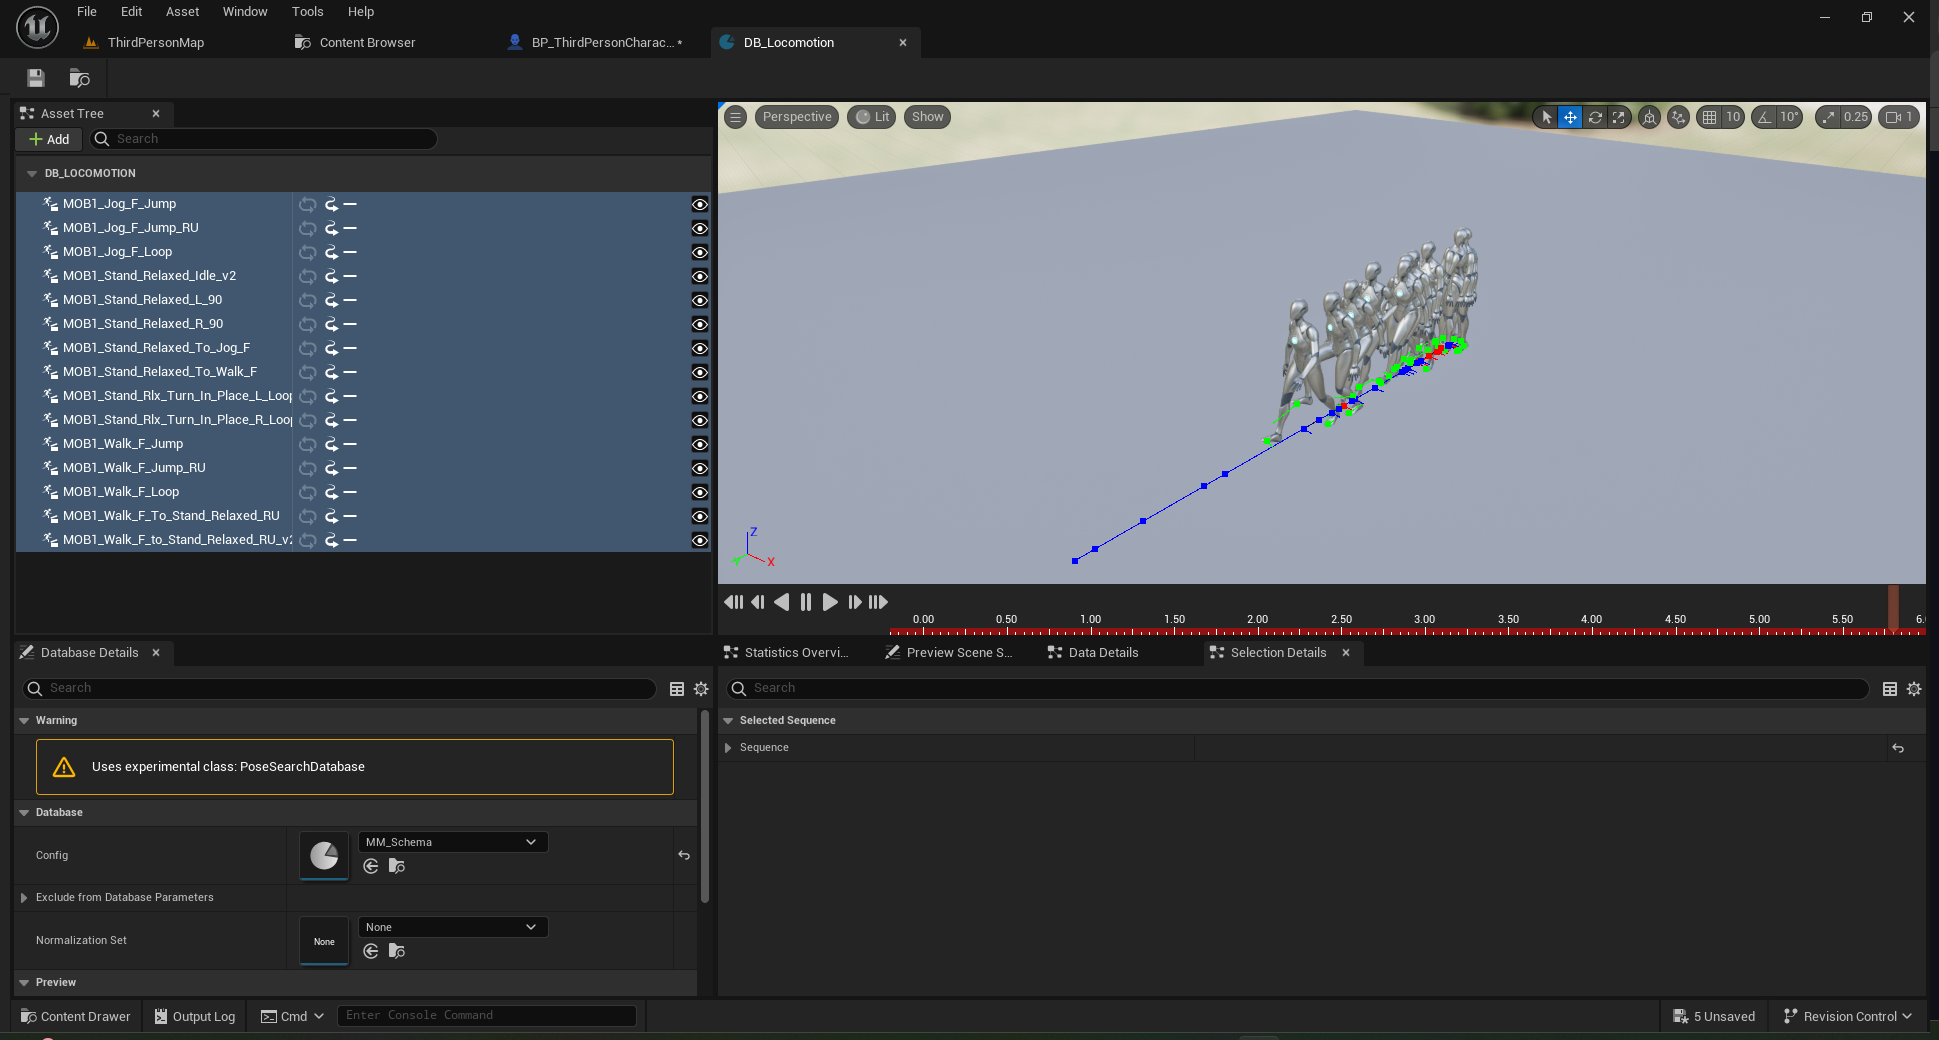 File Edit Asset Window Tools Help
ThirdPersonMap Content Browser BP_ThirdPersonCharac... • DB_Locomotion
Asset Tree
Add Search
DB_LOCOMOTION
MOB1_Jog_F_Jump
MOB1_Jog_F_Jump_RU
MOB1_Jog_F_Loop
MOB1_Stand_Relaxed_Idle_v2
MOB1_Stand_Relaxed_L_90
MOB1_Stand_Relaxed_R_90
MOB1_Stand_Relaxed_To_Jog_F
MOB1_Stand_Relaxed_To_Walk_F
MOB1_Stand_Rlx_Turn_In_Place_L_Loop
MOB1_Stand_Rlx_Turn_In_Place_R_Loop
MOB1_Walk_F_Jump
MOB1_Walk_F_Jump_RU
MOB1_Walk_F_Loop
MOB1_Walk_F_To_Stand_Relaxed_RU
MOB1_Walk_F_to_Stand_Relaxed_RU_v2
Perspective Lit Show 10 10° 0.25 1
Z
Y X
0.00 0.50 1.00 1.50 2.00 2.50 3.00 3.50 4.00 4.50 5.00 5.50 6.
Database Details
Search
Warning
Uses experimental class: PoseSearchDatabase
Database
Config MM_Schema
Exclude from Database Parameters
Normalization Set None None
Preview
Statistics Overvi... Preview Scene S... Data Details Selection Details
Search
Selected Sequence
Sequence
Content Drawer Output Log Cmd Enter Console Command 5 Unsaved Revision Control